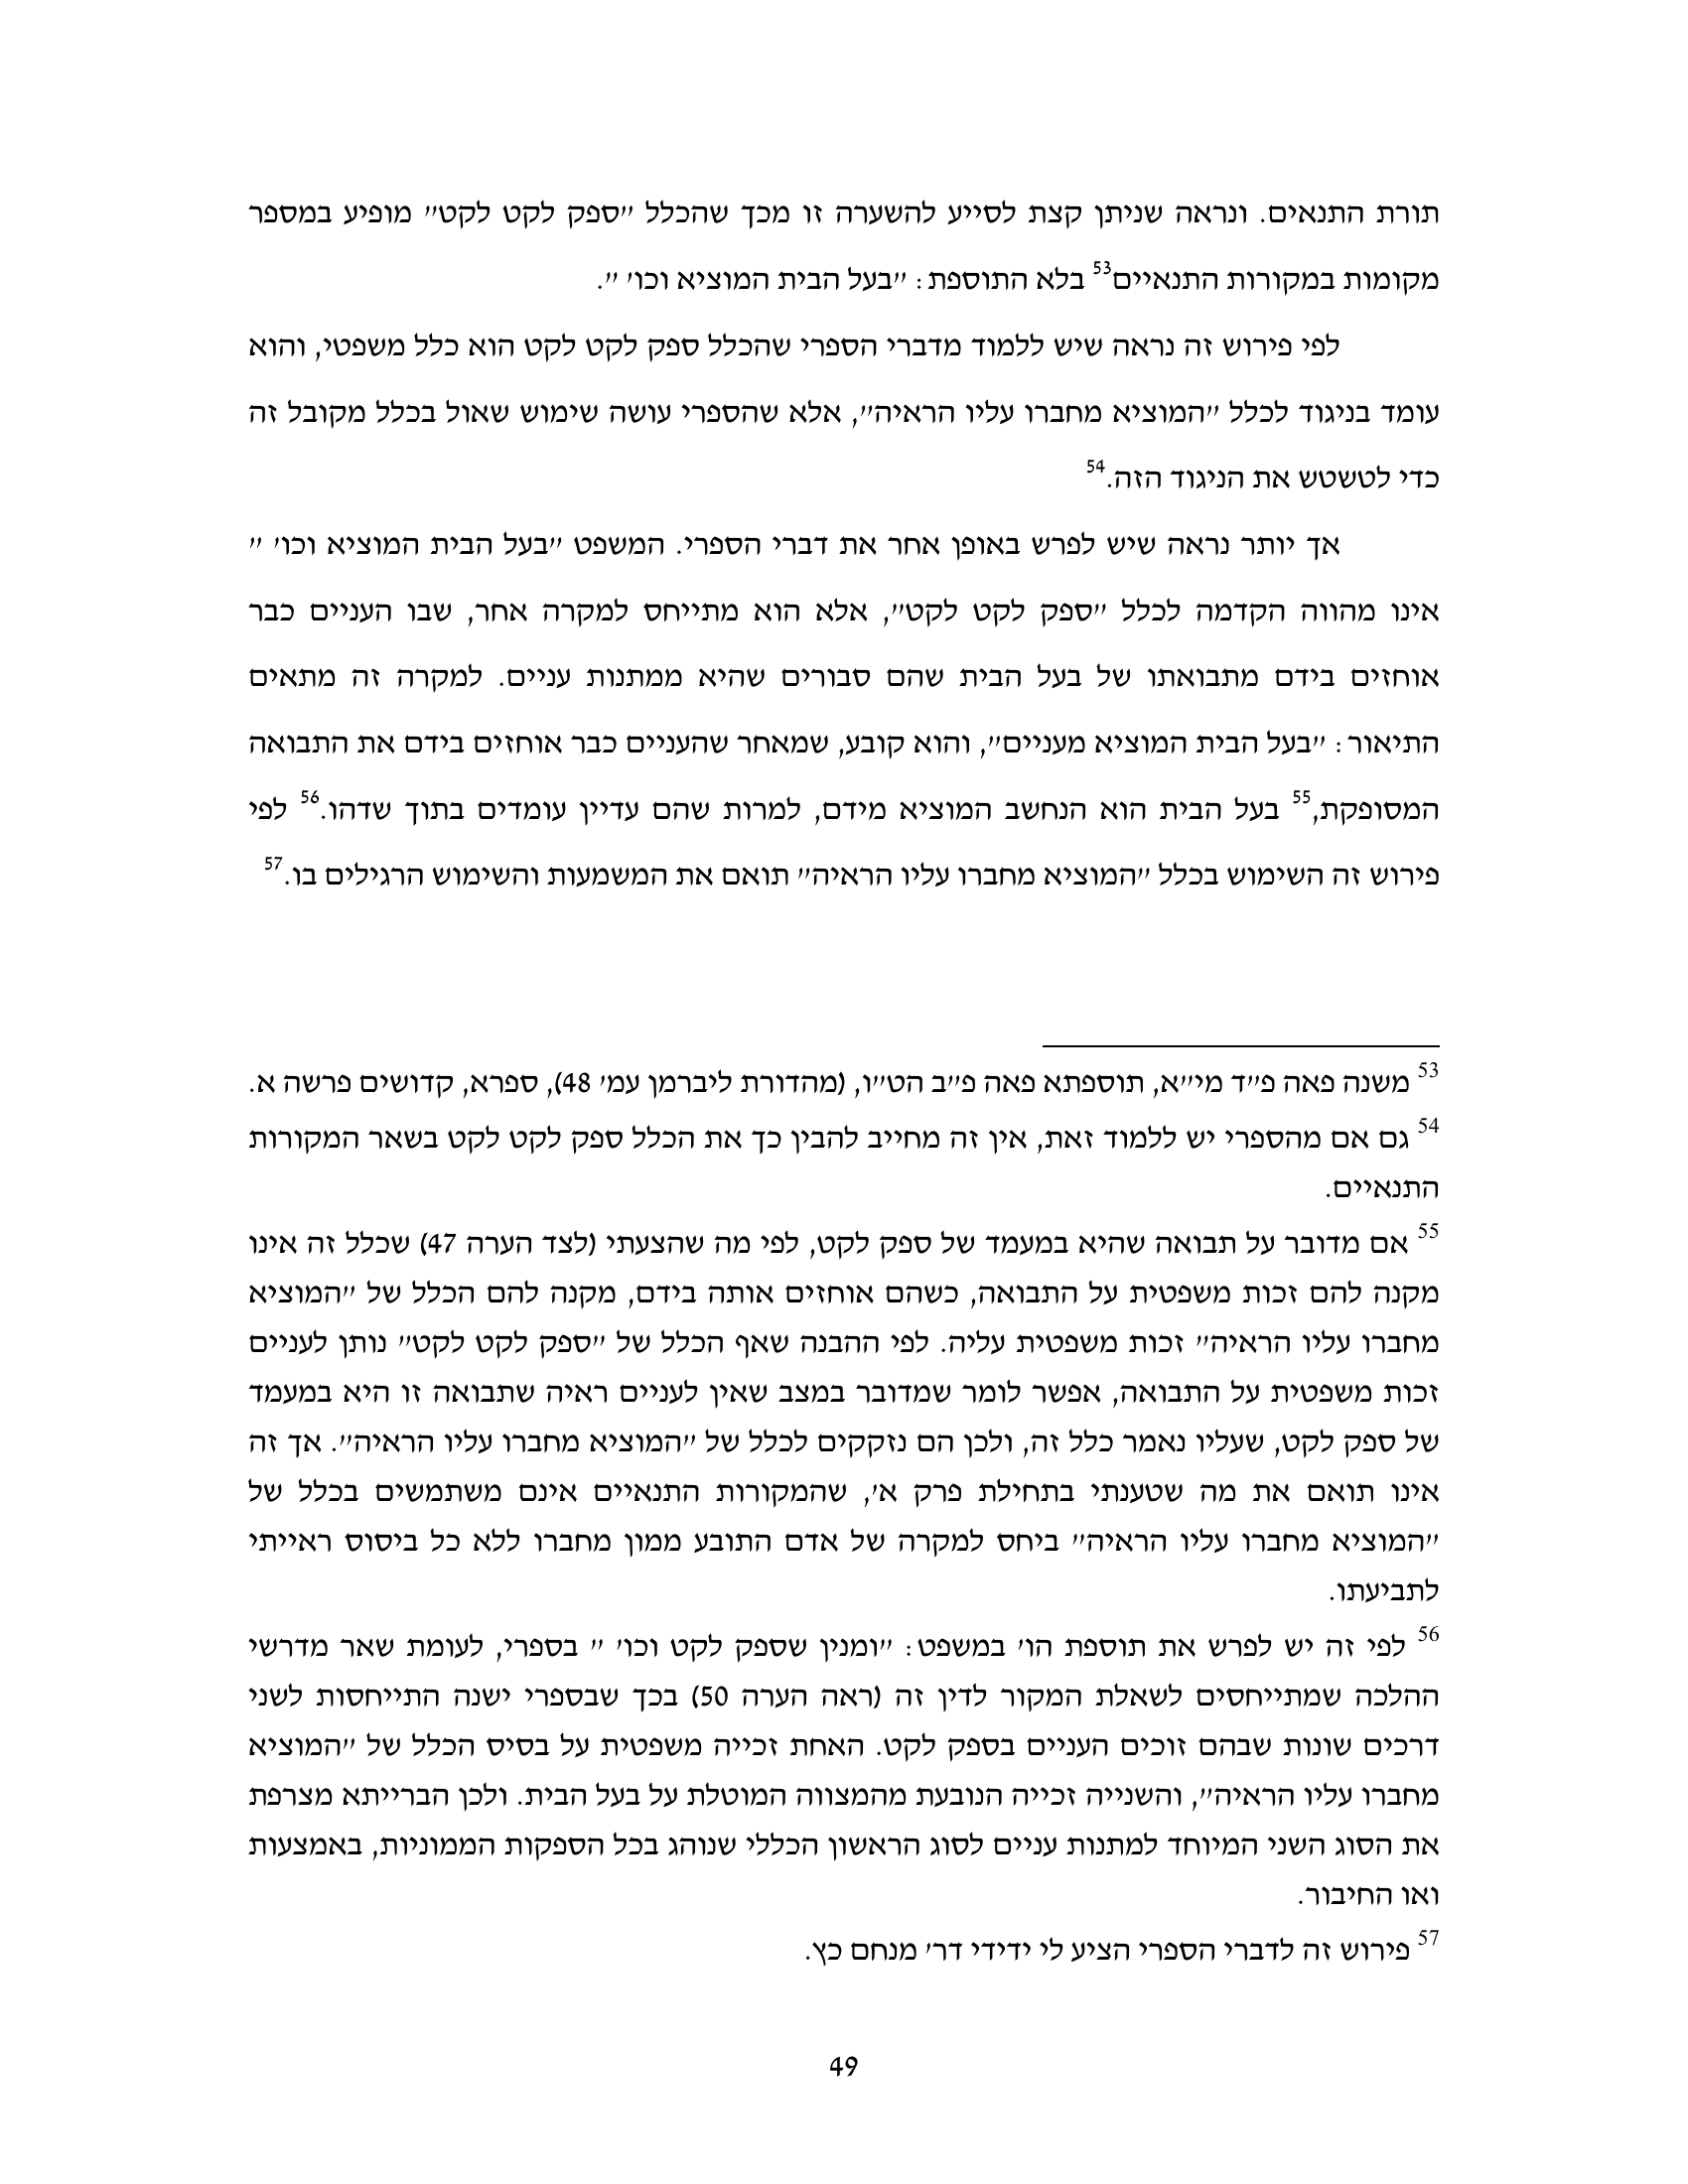 תורת התנאים. ונראה שניתן קצת לסייע להשערה זו מכך שהכלל ״ספק לקט לקט״ מופיע במספר
מקומות במקורות התנאיים53 בלא התוספת: ״בעל הבית המוציא וכו׳ ״.
לפי פירוש זה נראה שיש ללמוד מדברי הספרי שהכלל ספק לקט לקט הוא כלל משפטי, והוא
עומד בניגוד לכלל ״המוציא מחברו עליו הראיה״, אלא שהספרי עושה שימוש שאול בכלל מקובל זה
כדי לטשטש את הניגוד הזה.54
אך יותר נראה שיש לפרש באופן אחר את דברי הספרי. המשפט ״בעל הבית המוציא וכו׳ ״
אינו מהווה הקדמה לכלל ״ספק לקט לקט״, אלא הוא מתייחס למקרה אחר, שבו העניים כבר
אוחזים בידם מתבואתו של בעל הבית שהם סבורים שהיא ממתנות עניים. למקרה זה מתאים
התיאור: ״בעל הבית המוציא מעניים״, והוא קובע, שמאחר שהעניים כבר אוחזים בידם את התבואה
המסופקת,55 בעל הבית הוא הנחשב המוציא מידם, למרות שהם עדיין עומדים בתוך שדהו.56 לפי
פירוש זה השימוש בכלל ״המוציא מחברו עליו הראיה״ תואם את המשמעות והשימוש הרגילים בו.57
53 משנה פאה פ״ד מי״א, תוספתא פאה פ״ב הט״ו, (מהדורת ליברמן עמ׳ 48), ספרא, קדושים פרשה א.
54 גם אם מהספרי יש ללמוד זאת, אין זה מחייב להבין כך את הכלל ספק לקט לקט בשאר המקורות
התנאיים.
55 אם מדובר על תבואה שהיא במעמד של ספק לקט, לפי מה שהצעתי (לצד הערה 47) שכלל זה אינו
מקנה להם זכות משפטית על התבואה, כשהם אוחזים אותה בידם, מקנה להם הכלל של ״המוציא
מחברו עליו הראיה״ זכות משפטית עליה. לפי ההבנה שאף הכלל של ״ספק לקט לקט״ נותן לעניים
זכות משפטית על התבואה, אפשר לומר שמדובר במצב שאין לעניים ראיה שתבואה זו היא במעמד
של ספק לקט, שעליו נאמר כלל זה, ולכן הם נזקקים לכלל של ״המוציא מחברו עליו הראיה״. אך זה
אינו תואם את מה שטענתי בתחילת פרק א׳, שהמקורות התנאיים אינם משתמשים בכלל של
״המוציא מחברו עליו הראיה״ ביחס למקרה של אדם התובע ממון מחברו ללא כל ביסוס ראייתי
לתביעתו.
56 לפי זה יש לפרש את תוספת הו׳ במשפט: ״ומנין שספק לקט וכו׳ ״ בספרי, לעומת שאר מדרשי
ההלכה שמתייחסים לשאלת המקור לדין זה (ראה הערה 50) בכך שבספרי ישנה התייחסות לשני
דרכים שונות שבהם זוכים העניים בספק לקט. האחת זכייה משפטית על בסיס הכלל של ״המוציא
מחברו עליו הראיה״, והשנייה זכייה הנובעת מהמצווה המוטלת על בעל הבית. ולכן הברייתא מצרפת
את הסוג השני המיוחד למתנות עניים לסוג הראשון הכללי שנוהג בכל הספקות הממוניות, באמצעות
ואו החיבור.
57 פירוש זה לדברי הספרי הציע לי ידידי דר׳ מנחם כץ.
49